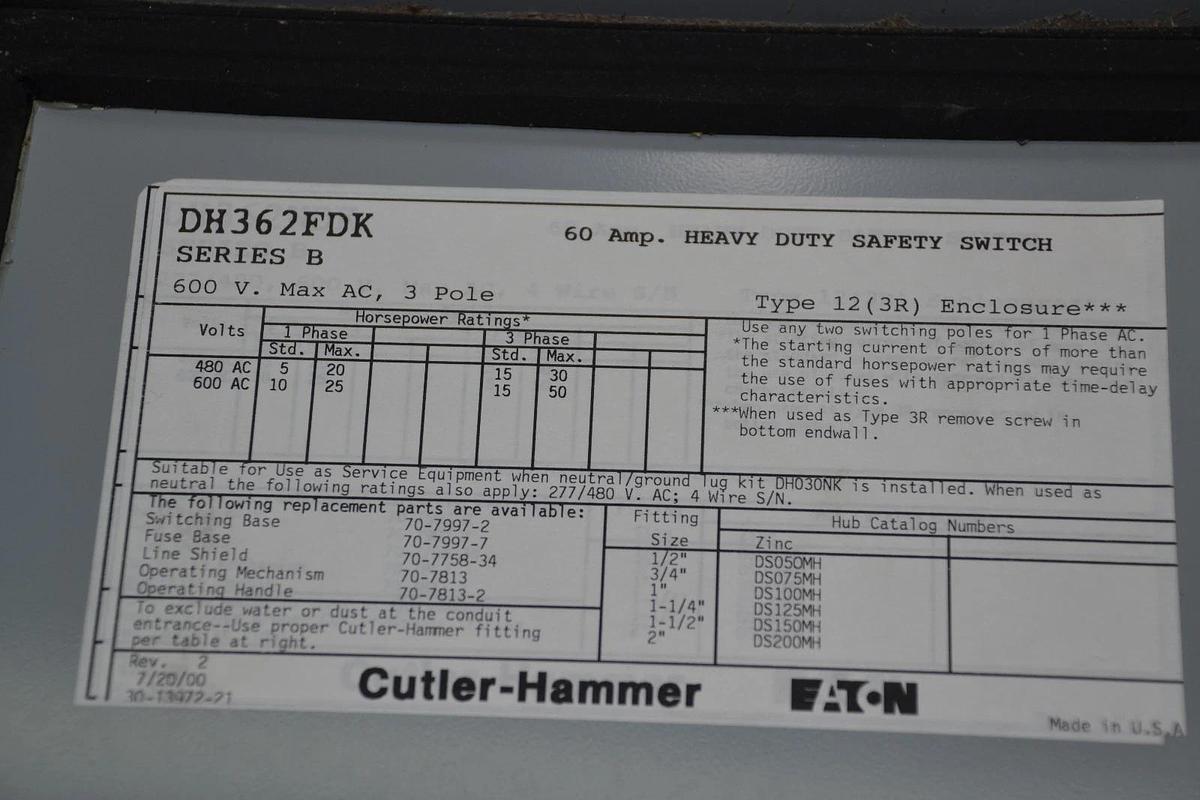 DH362FDK
60 Amp. HEAVY DUTY SAFETY SWITCH
SERIES B
600 V. Max AC, 3 Pole
Type 12(3R) Enclosure***
Volts
Horsepower Ratings*
1 Phase 3 Phase
Std. Max. Std. Max.
480 AC 5 20 15 30
600 AC 10 25 15 50
Use any two switching poles for 1 Phase AC.
*The starting current of motors of more than
the standard horsepower ratings may require
the use of fuses with appropriate time-delay
characteristics.
***When used as Type 3R remove screw in
bottom endwall.
Suitable for Use as Service Equipment when neutral/ground lug kit DH030NK is installed. When used as
neutral the following ratings also apply: 277/480 V. AC; 4 Wire S/N.
The following replacement parts are available:
Switching Base 70-7997-2
Fuse Base 70-7997-7
Line Shield 70-7758-34
Operating Mechanism 70-7813
Operating Handle 70-7813-2
To exclude water or dust at the conduit
entrance--Use proper Cutler-Hammer fitting
per table at right.
Fitting Hub Catalog Numbers
Size Zinc
1/2" DS050MH
3/4" DS075MH
1" DS100MH
1-1/4" DS125MH
1-1/2" DS150MH
2" DS200MH
Rev. 2
7/20/00
30-13972-21
Cutler-Hammer
EATON
Made in U.S.A